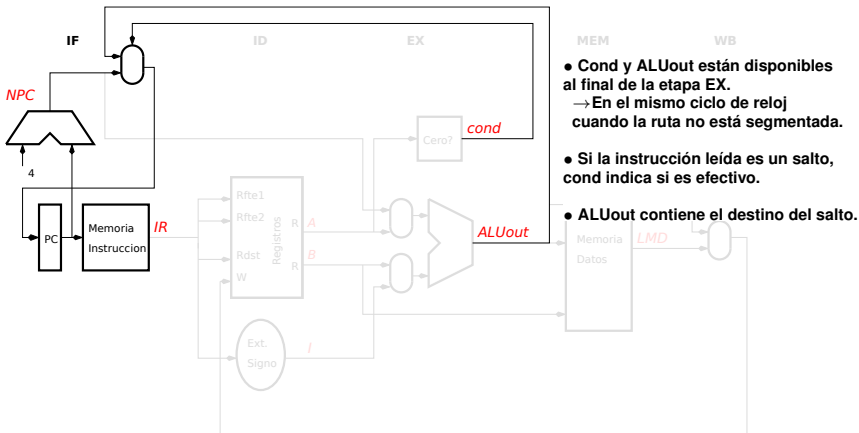 IF
ID
EX
MEM
WB
NPC
4
PC
Memoria
Instruccion
IR
Rfte1
Rfte2
Rdst
W
Registros
R
R
A
B
Ext.
Signo
I
Cero?
cond
ALUout
Memoria
Datos
LMD
• Cond y ALUout están disponibles
al final de la etapa EX.
→En el mismo ciclo de reloj
cuando la ruta no está segmentada.
• Si la instrucción leída es un salto,
cond indica si es efectivo.
• ALUout contiene el destino del salto.